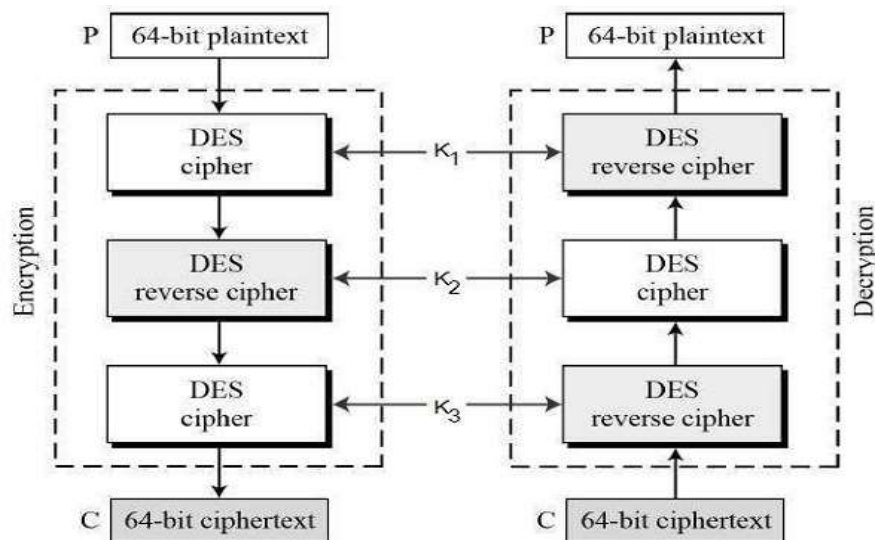 P 64-bit plaintext
P 64-bit plaintext
DES
cipher
K1
DES
reverse cipher
Encryption
DES
reverse cipher
K2
DES
cipher
Decryption
DES
cipher
K3
DES
reverse cipher
C 64-bit ciphertext
C 64-bit ciphertext